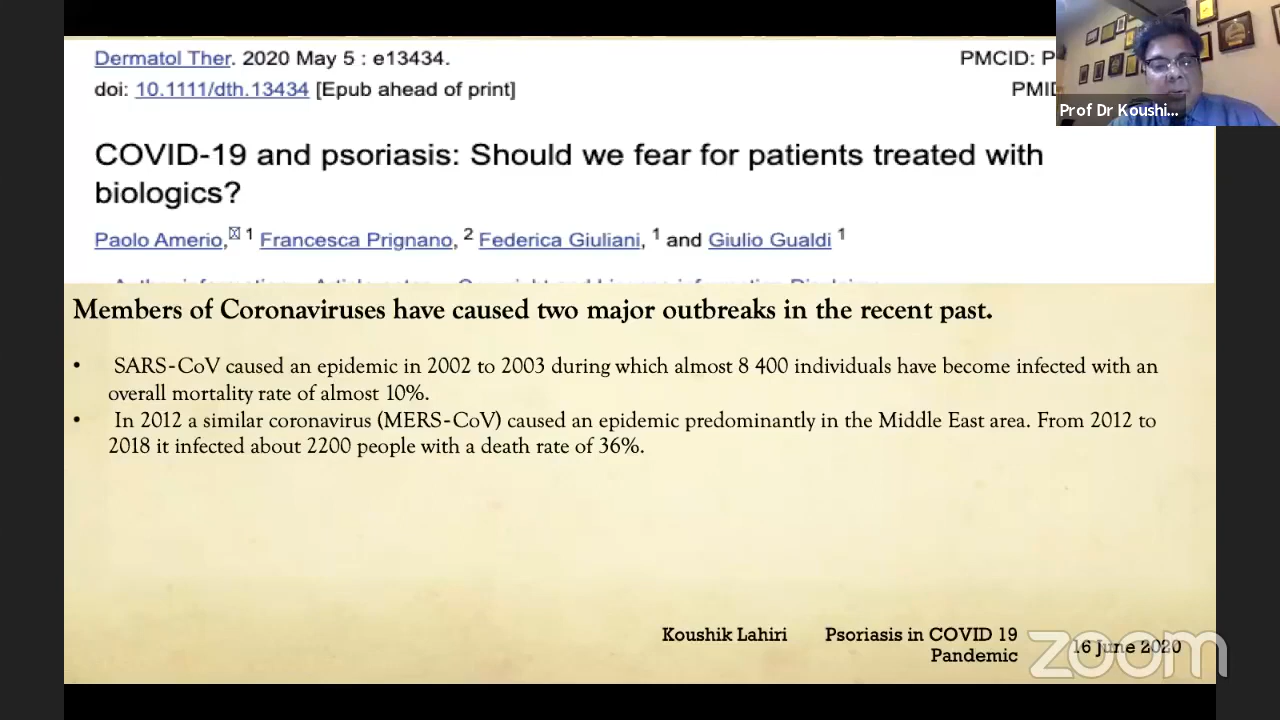 Dermatol Ther. 2020 May 5 : e13434.
PMCID: P
doi: 10.1111/dth.13434 [Epub ahead of print]
PMID
Prof Dr Koushi...
COVID-19 and psoriasis: Should we fear for patients treated with
biologics?
Paolo Amerio, 1 Francesca Prignano, 2 Federica Giuliani, 1 and Giulio Gualdi 1
Members of Coronaviruses have caused two major outbreaks in the recent past.
• SARS-CoV caused an epidemic in 2002 to 2003 during which almost 8 400 individuals have become infected with an
overall mortality rate of almost 10%.
• In 2012 a similar coronavirus (MERS-CoV) caused an epidemic predominantly in the Middle East area. From 2012 to
2018 it infected about 2200 people with a death rate of 36%.
Koushik Lahiri
Psoriasis in COVID 19
Pandemic
16 June 2020
zoom